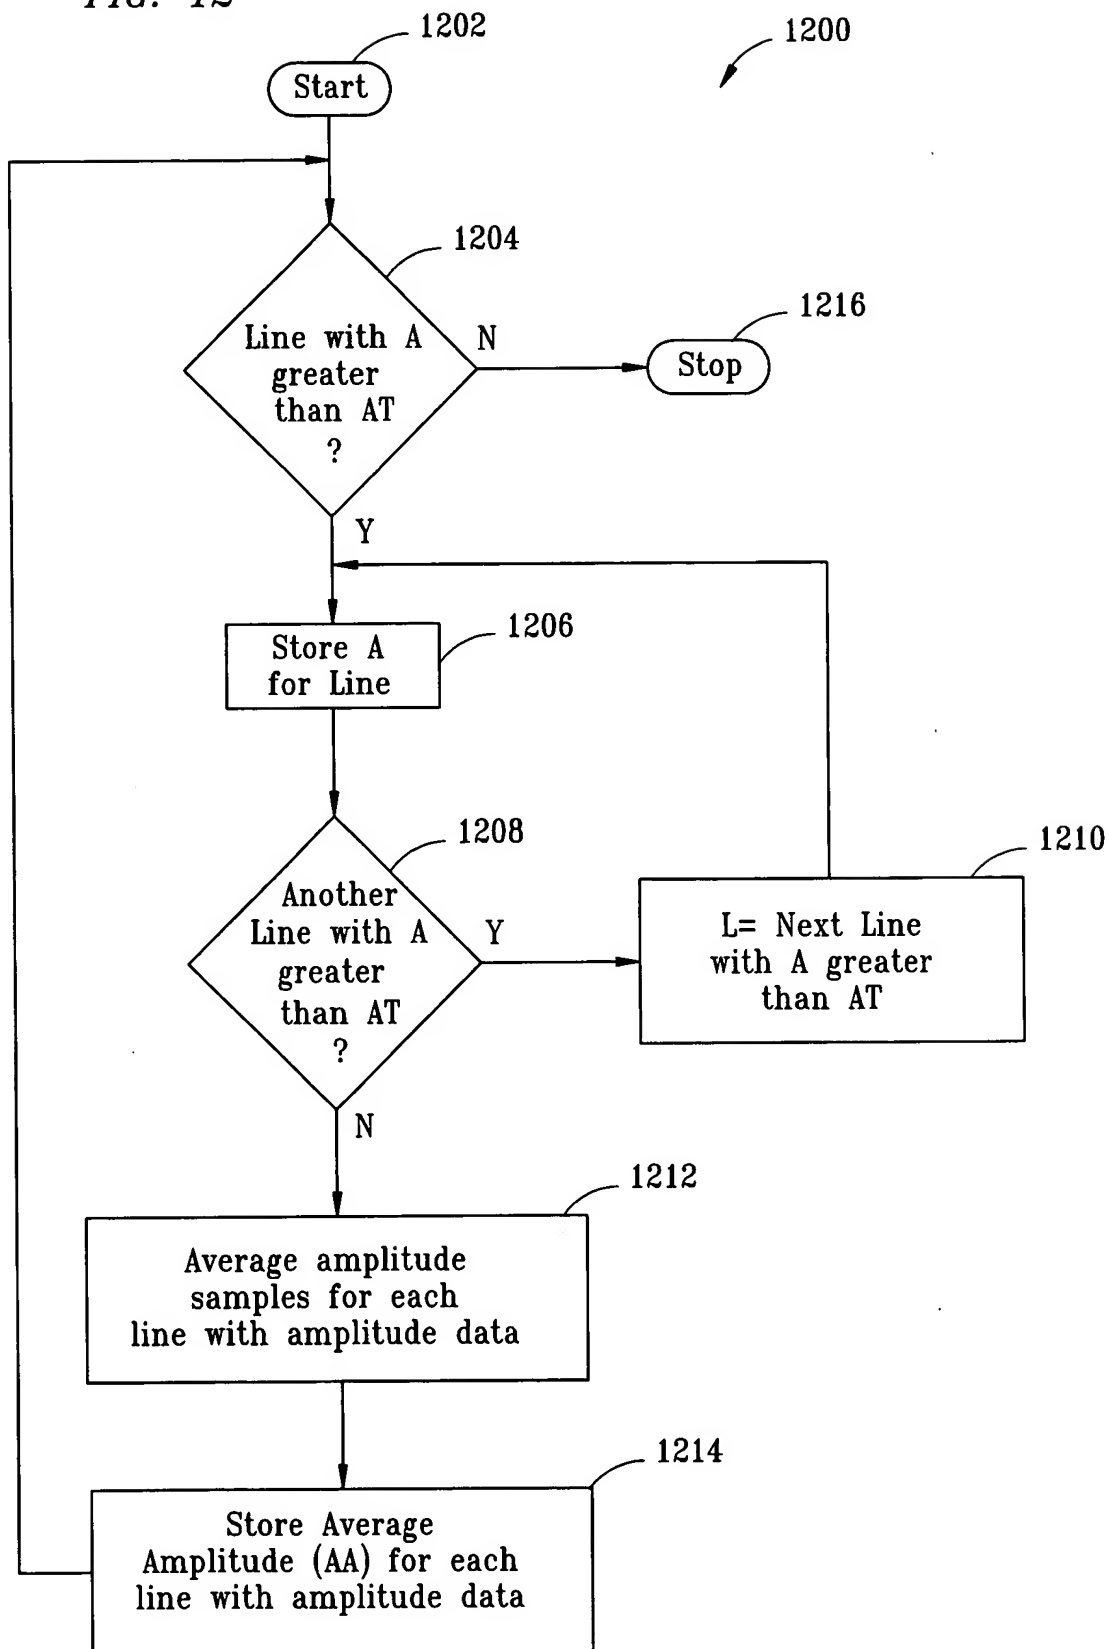 FIG. 12
1202
1200
Start
1204
Line with A
greater
than AT
?
N
1216
Stop
Y
1206
Store A
for Line
1208
Another
Line with A
greater
than AT
?
Y
1210
L= Next Line
with A greater
than AT
N
1212
Average amplitude
samples for each
line with amplitude data
1214
Store Average
Amplitude (AA) for each
line with amplitude data